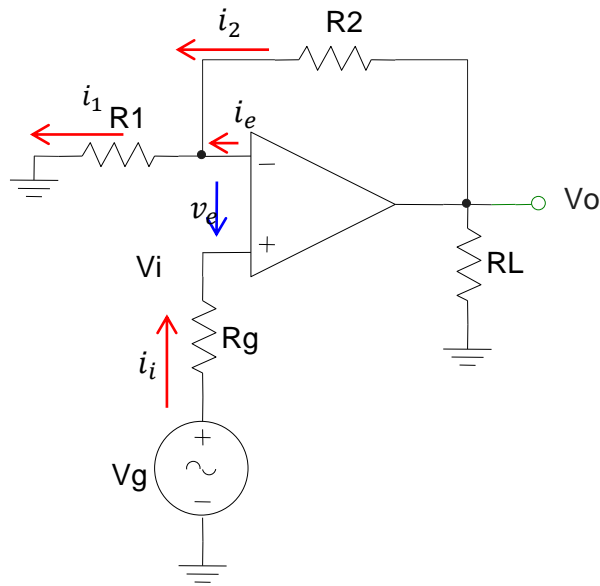 i₂
R2
i₁
R1
iₑ
−
vₑ
+
Vi
Vo
RL
Rg
iᵢ
+
Vg
−